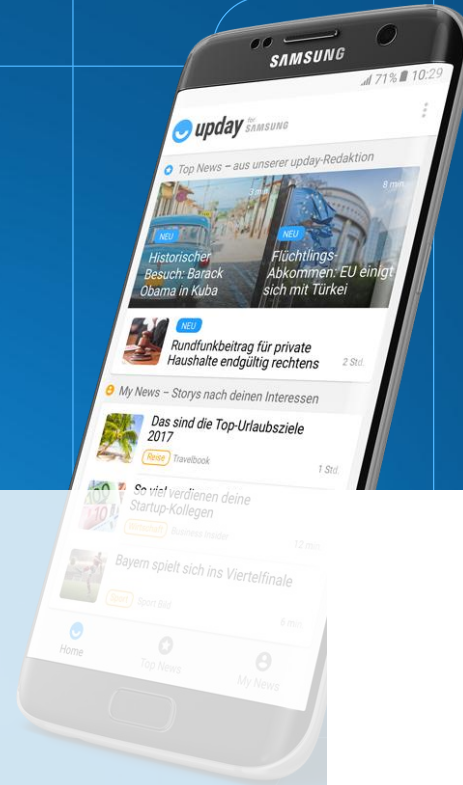 SAMSUNG
71% 10:29
upday for SAMSUNG
Top News – aus unserer upday-Redaktion
3 min
8 min
NEU
Historischer
Besuch: Barack
Obama in Kuba
NEU
Flüchtlings-
Abkommen: EU einigt
sich mit Türkei
NEU
Rundfunkbeitrag für private
Haushalte endgültig rechtens
2 Std.
My News – Storys nach deinen Interessen
Das sind die Top-Urlaubsziele
2017
Reise Travelbook
1 Std.
So viel verdienen deine
Startup-Kollegen
Wirtschaft Business Insider
12 min
Bayern spielt sich ins Viertelfinale
Sport Sport Bild
6 min
Home
Top News
My News